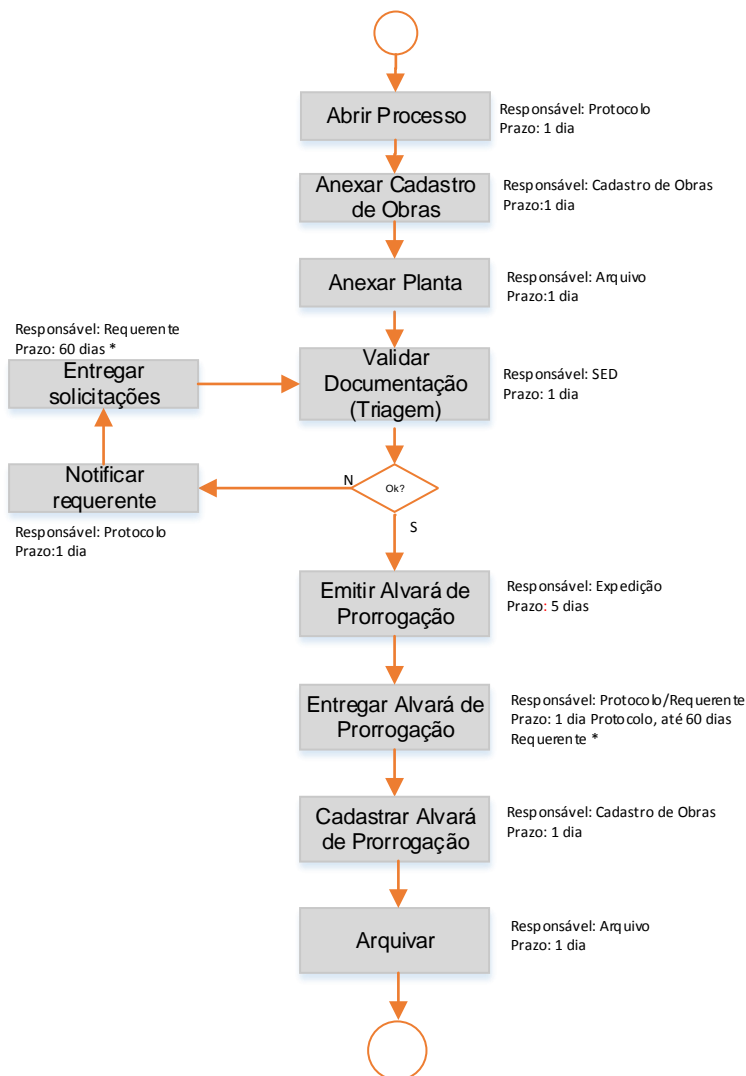 Abrir Processo
Responsável: Protocolo
Prazo: 1 dia
Anexar Cadastro
de Obras
Responsável: Cadastro de Obras
Prazo:1 dia
Anexar Planta
Responsável: Arquivo
Prazo:1 dia
Responsável: Requerente
Prazo: 60 dias *
Entregar
solicitações
Validar
Documentação
(Triagem)
Responsável: SED
Prazo: 1 dia
Notificar
requerente
Responsável: Protocolo
Prazo:1 dia
N
Ok?
S
Emitir Alvará de
Prorrogação
Responsável: Expedição
Prazo: 5 dias
Entregar Alvará de
Prorrogação
Responsável: Protocolo/Requerente
Prazo: 1 dia Protocolo, até 60 dias
Requerente *
Cadastrar Alvará
de Prorrogação
Responsável: Cadastro de Obras
Prazo: 1 dia
Arquivar
Responsável: Arquivo
Prazo: 1 dia